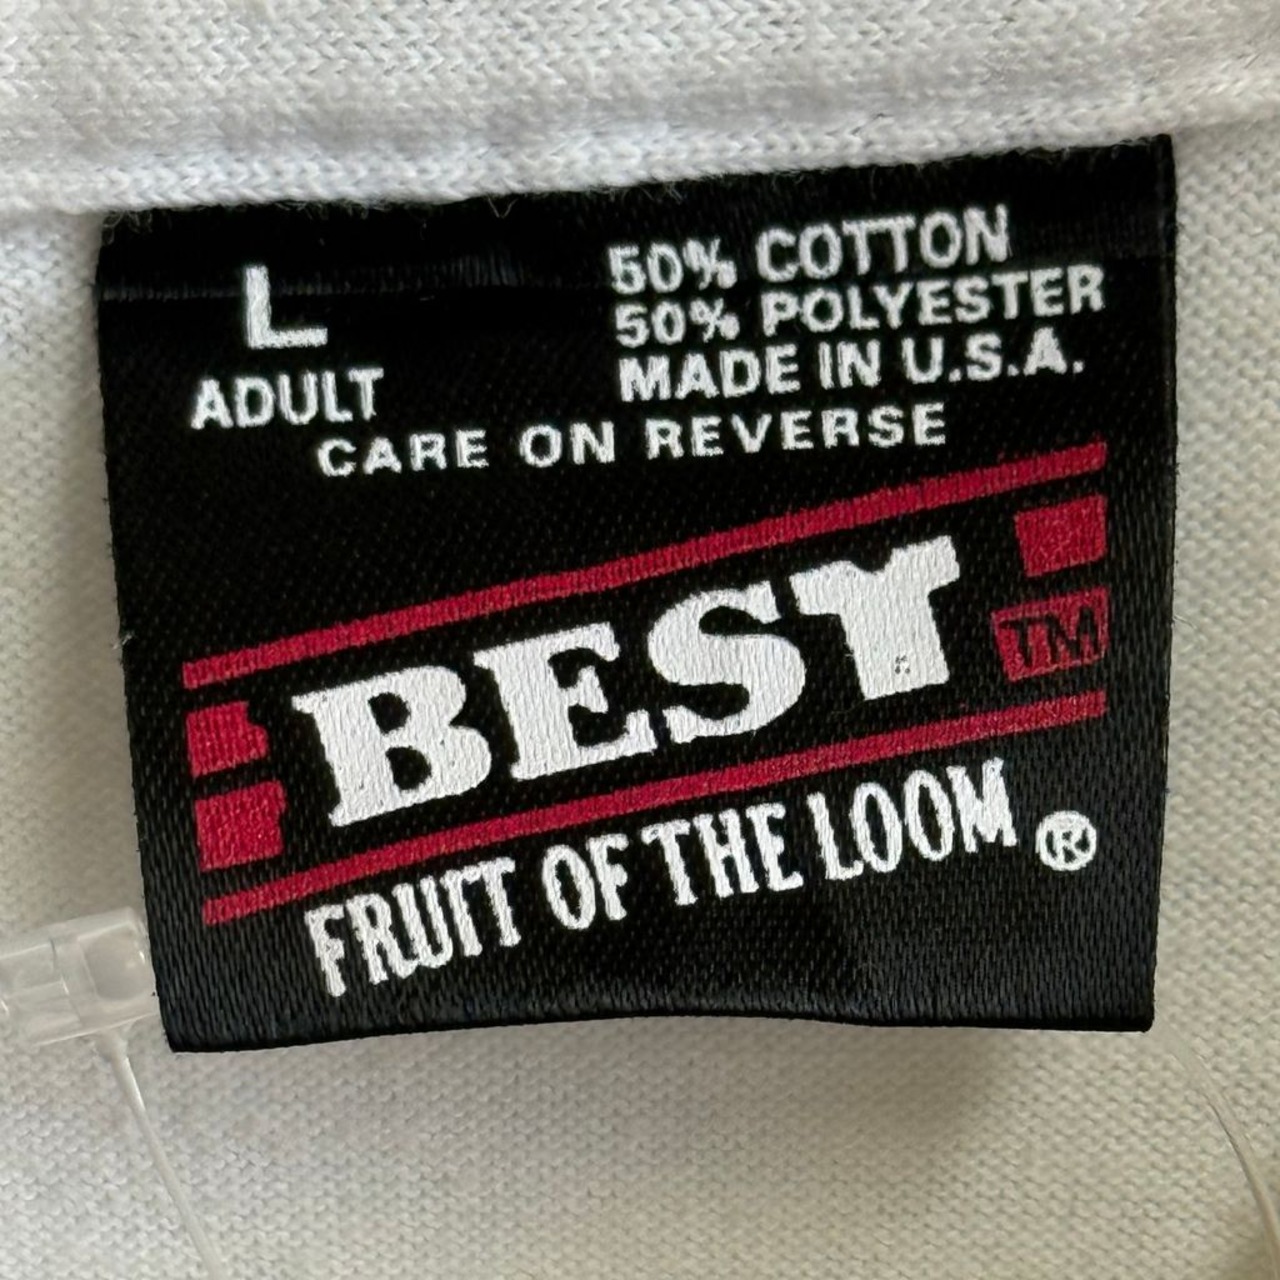 L
ADULT
50% COTTON
50% POLYESTER
MADE IN U.S.A.
CARE ON REVERSE
BEST
TM
FRUIT OF THE LOOM ®